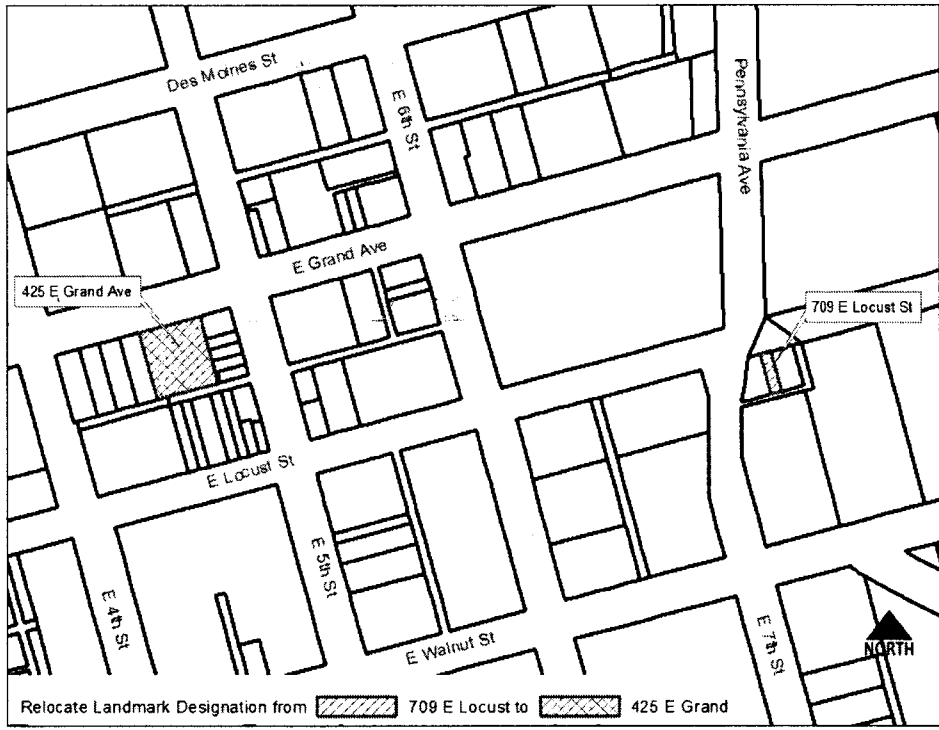 Des Moines St
E 6th St
Pennsylvania Ave
E Grand Ave
425 E Grand Ave
709 E Locust St
E Locust St
E 5th St
E 4th St
E Walnut St
E 7th St
NORTH
Relocate Landmark Designation from 709 E Locust to 425 E Grand